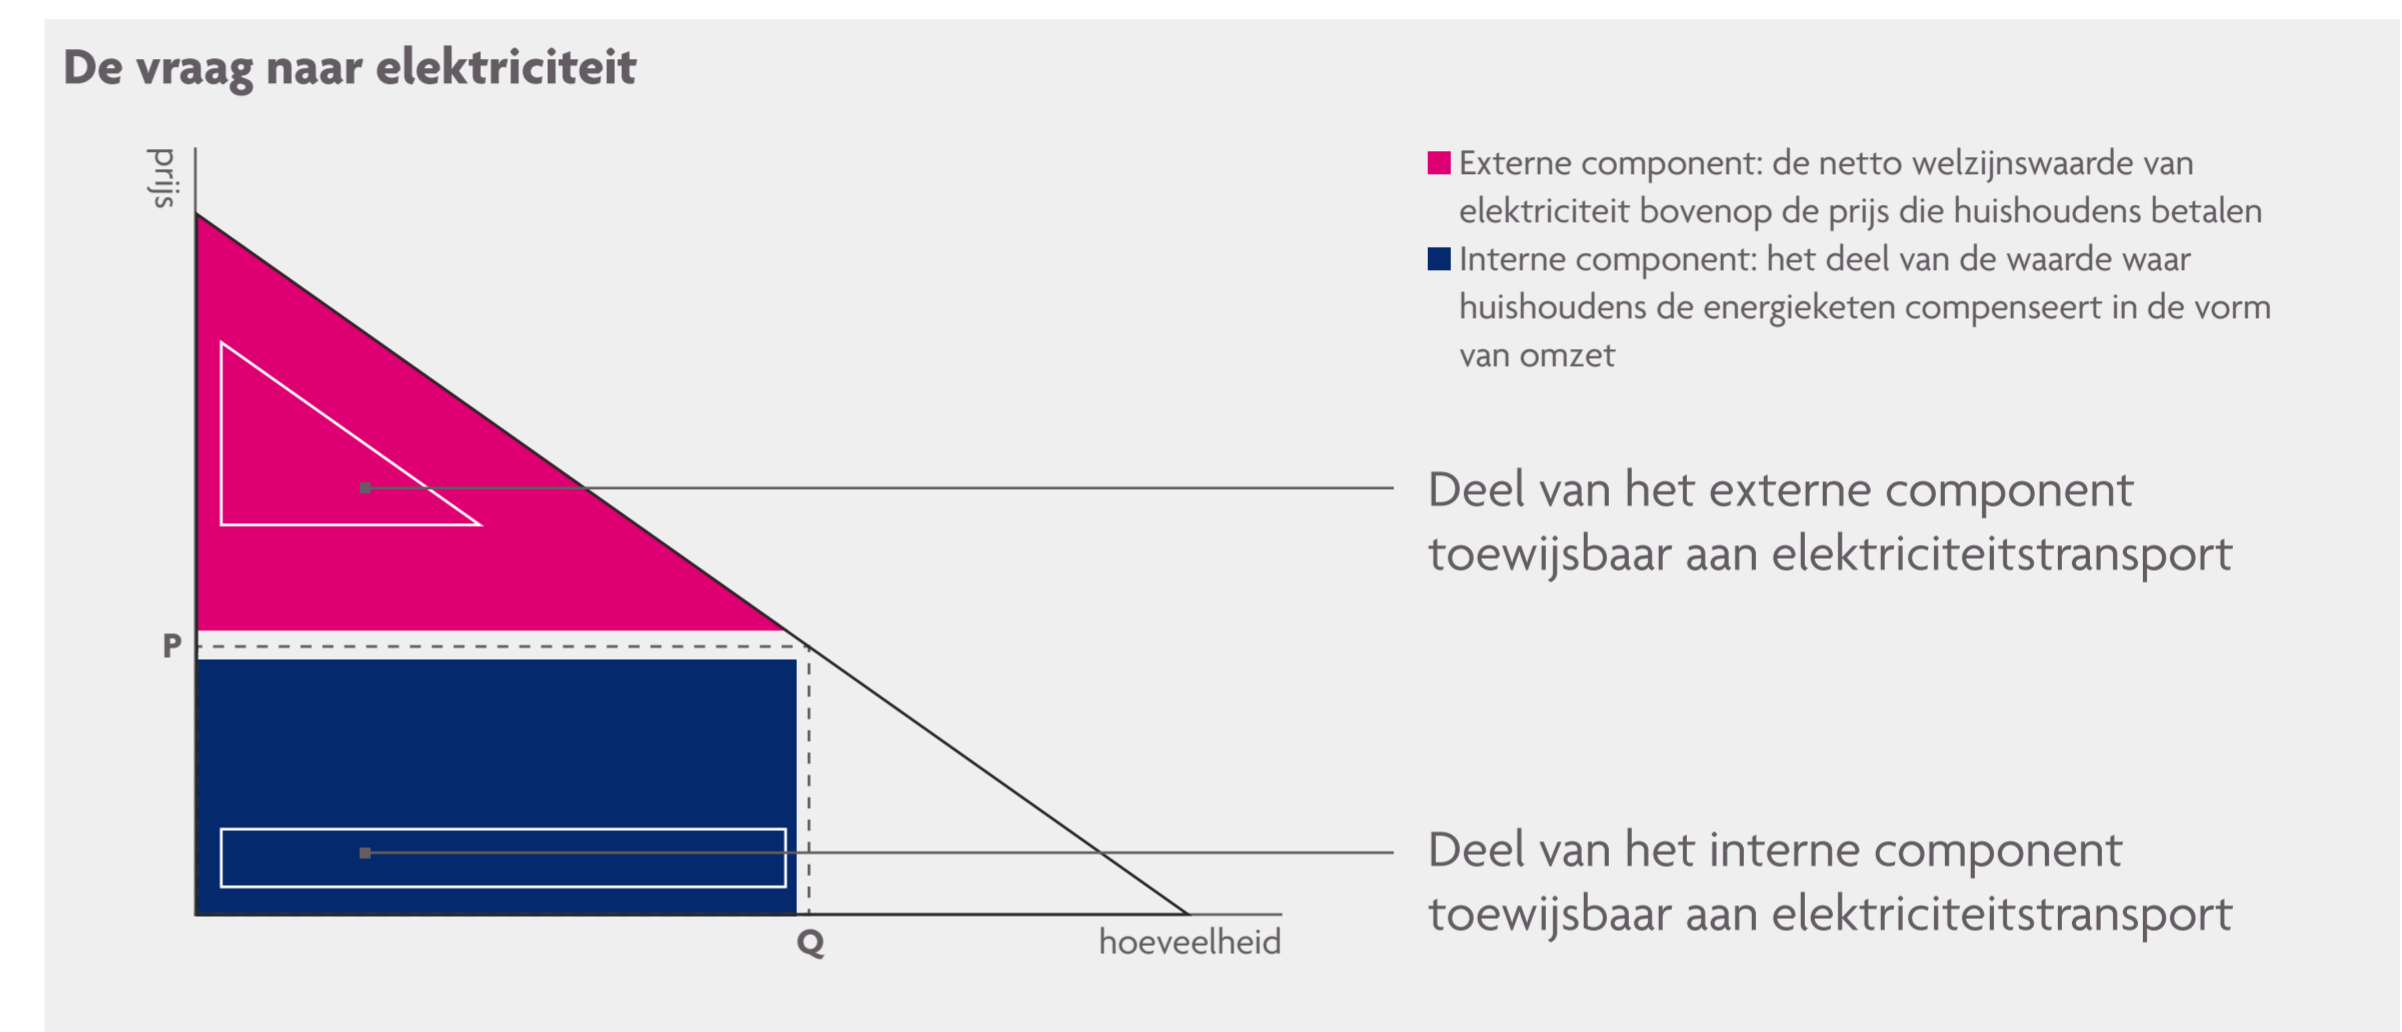 De vraag naar elektriciteit
prijs
Externe component: de netto welzijnswaarde van
elektriciteit bovenop de prijs die huishoudens betalen
Interne component: het deel van de waarde waar
huishoudens de energieketen compenseert in de vorm
van omzet
Deel van het externe component
toewijsbaar aan elektriciteitstransport
P
Deel van het interne component
toewijsbaar aan elektriciteitstransport
Q
hoeveelheid